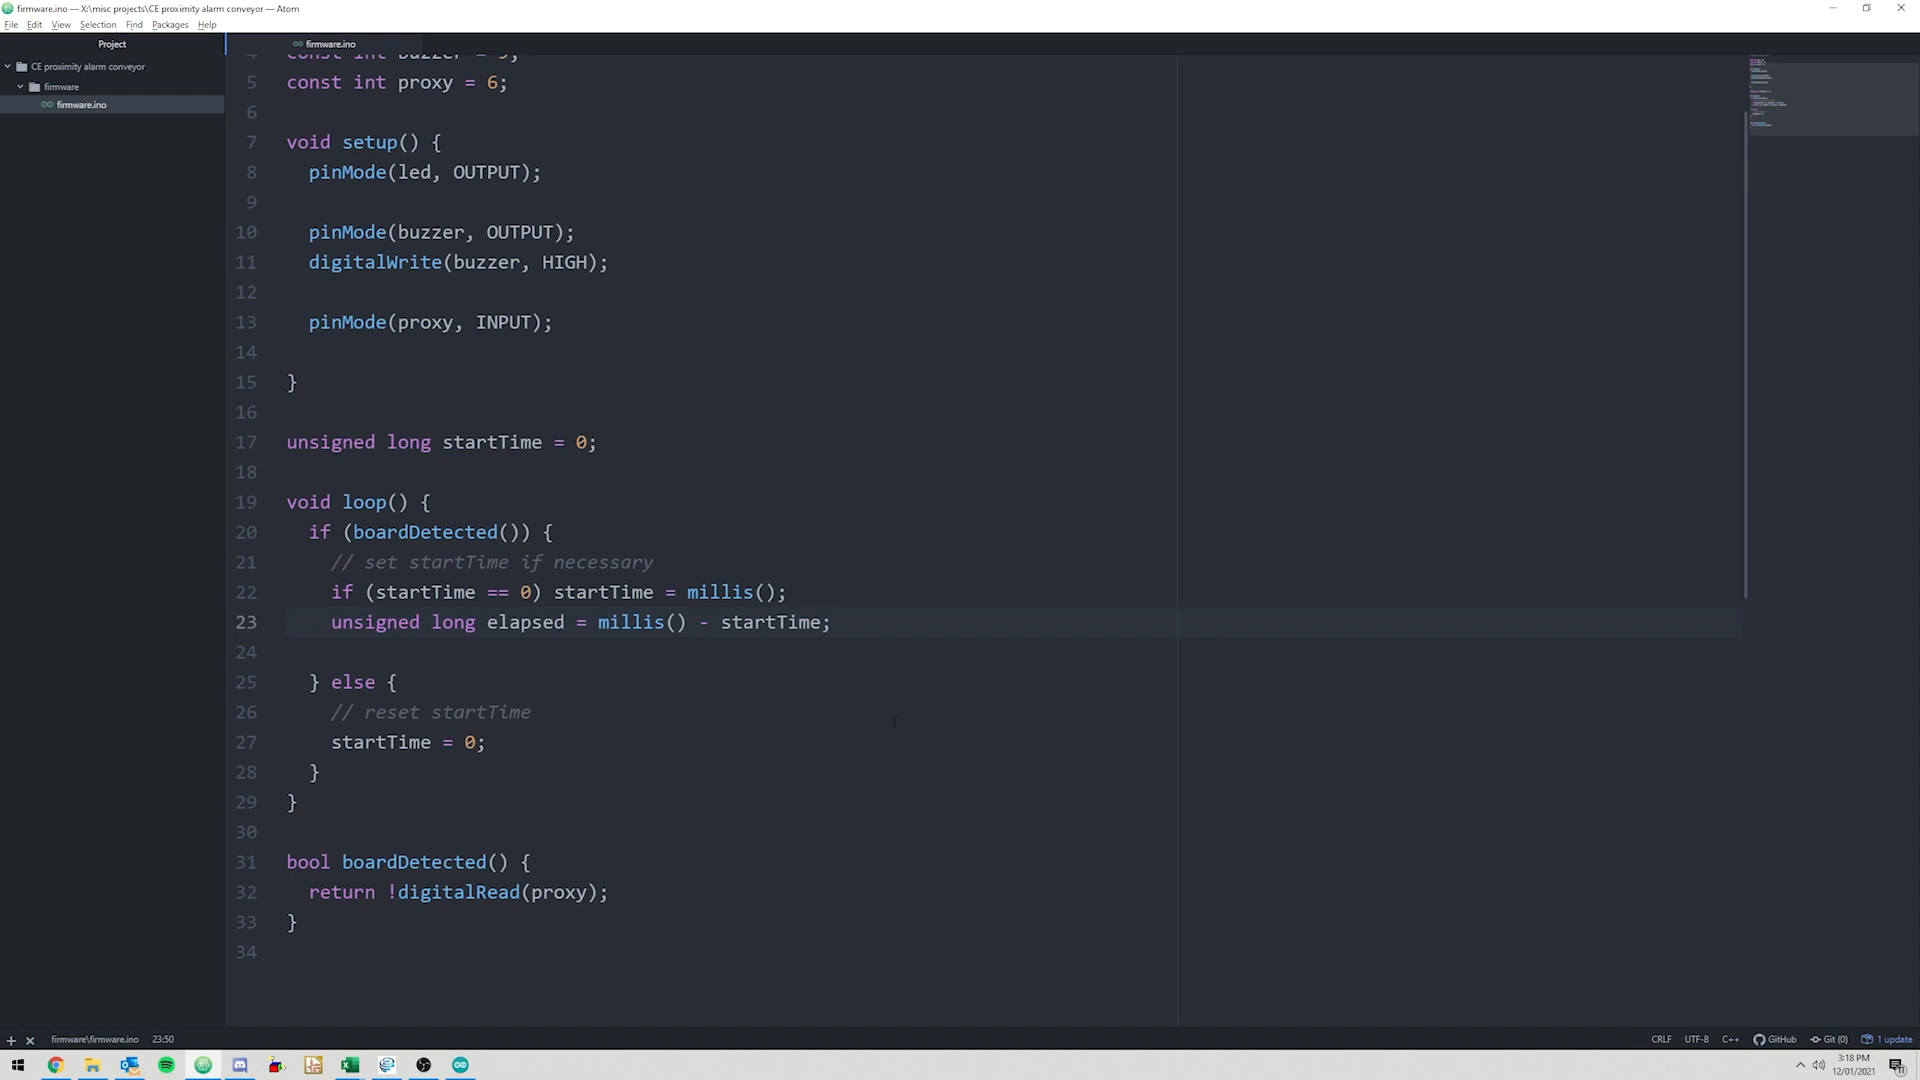 firmware.ino — X:\misc projects\CE proximity alarm conveyor — Atom
File Edit View Selection Find Packages Help
Project
firmware.ino
CE proximity alarm conveyor
firmware
firmware.ino
4 const int buzzer = 5;
5 const int proxy = 6;
6
7 void setup() {
8 pinMode(led, OUTPUT);
9
10 pinMode(buzzer, OUTPUT);
11 digitalWrite(buzzer, HIGH);
12
13 pinMode(proxy, INPUT);
14
15 }
16
17 unsigned long startTime = 0;
18
19 void loop() {
20 if (boardDetected()) {
21 // set startTime if necessary
22 if (startTime == 0) startTime = millis();
23 unsigned long elapsed = millis() - startTime;
24
25 } else {
26 // reset startTime
27 startTime = 0;
28 }
29 }
30
31 bool boardDetected() {
32 return !digitalRead(proxy);
33 }
34
firmware\firmware.ino 23:50
CRLF UTF-8 C++ GitHub Git (0) 1 update
3:18 PM
12/01/2021